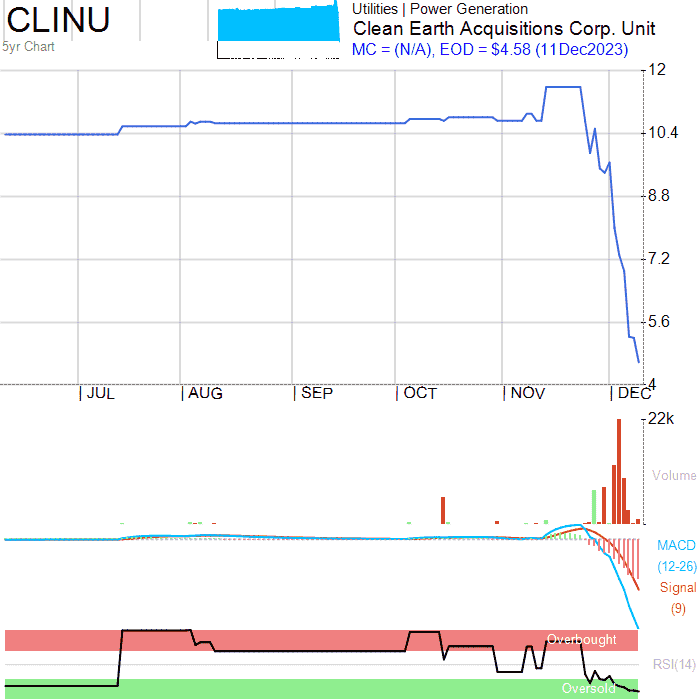 CLINU
5yr Chart
Utilities | Power Generation
Clean Earth Acquisitions Corp. Unit
MC = (N/A), EOD = $4.58 (11Dec2023)
12
10.4
8.8
7.2
5.6
4
JUL AUG SEP OCT NOV DEC
22k
Volume
MACD
(12-26)
Signal
(9)
Overbought
RSI(14)
Oversold